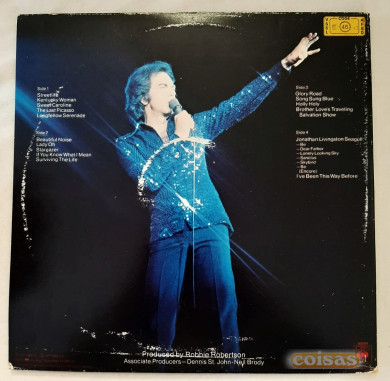 Side 1
Streetlife
Kentucky Woman
Sweet Caroline
The Last Picasso
Longfellow Serenade
Side 2
Beautiful Noise
Lady Oh
Stargazer
If You Know What I Mean
Surviving The Life
Side 3
Glory Road
Song Sung Blue
Holly Holy
Brother Love's Traveling
Salvation Show
Side 4
Jonathan Livingston Seagull
–Be
–Dear Father
–Lonely Looking Sky
–Sanctus
–Skybird
–Be
(Encore)
I've Been This Way Before
Produced by Robbie Robertson
Associate Producers–Dennis St. John–Neil Brody
coisas